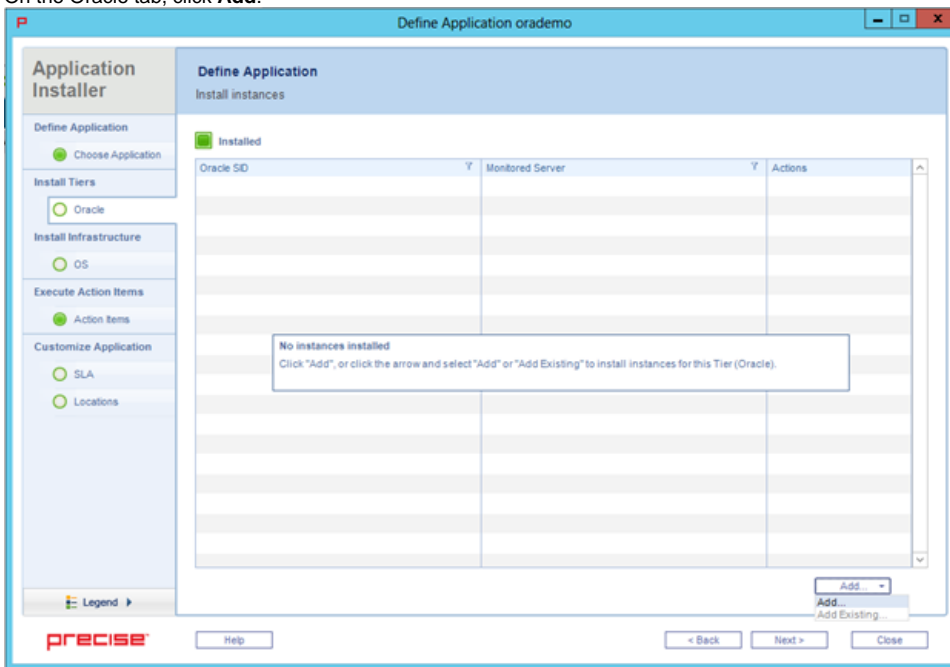 On the Oracle tab, click Add.
P
Define Application orademo
Application
Installer
Define Application
Install instances
Define Application
Choose Application
Install Tiers
Oracle
Install Infrastructure
OS
Execute Action Items
Action Items
Customize Application
SLA
Locations
Installed
Oracle SID
Monitored Server
Actions
No instances installed
Click "Add", or click the arrow and select "Add" or "Add Existing" to install instances for this Tier (Oracle).
Legend
Add...
Add...
Add Existing...
precise
Help
< Back
Next >
Close